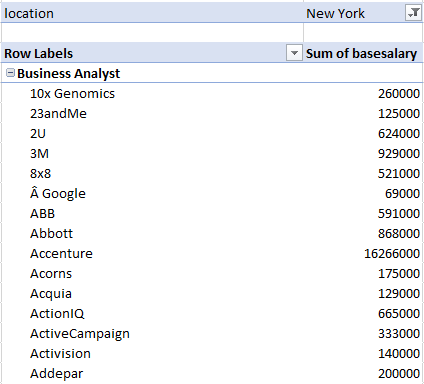 location New York
Row Labels Sum of basesalary
Business Analyst
10x Genomics 260000
23andMe 125000
2U 624000
3M 929000
8x8 521000
Â Google 69000
ABB 591000
Abbott 868000
Accenture 16266000
Acorns 175000
Acquia 129000
ActionIQ 665000
ActiveCampaign 333000
Activision 140000
Addepar 200000